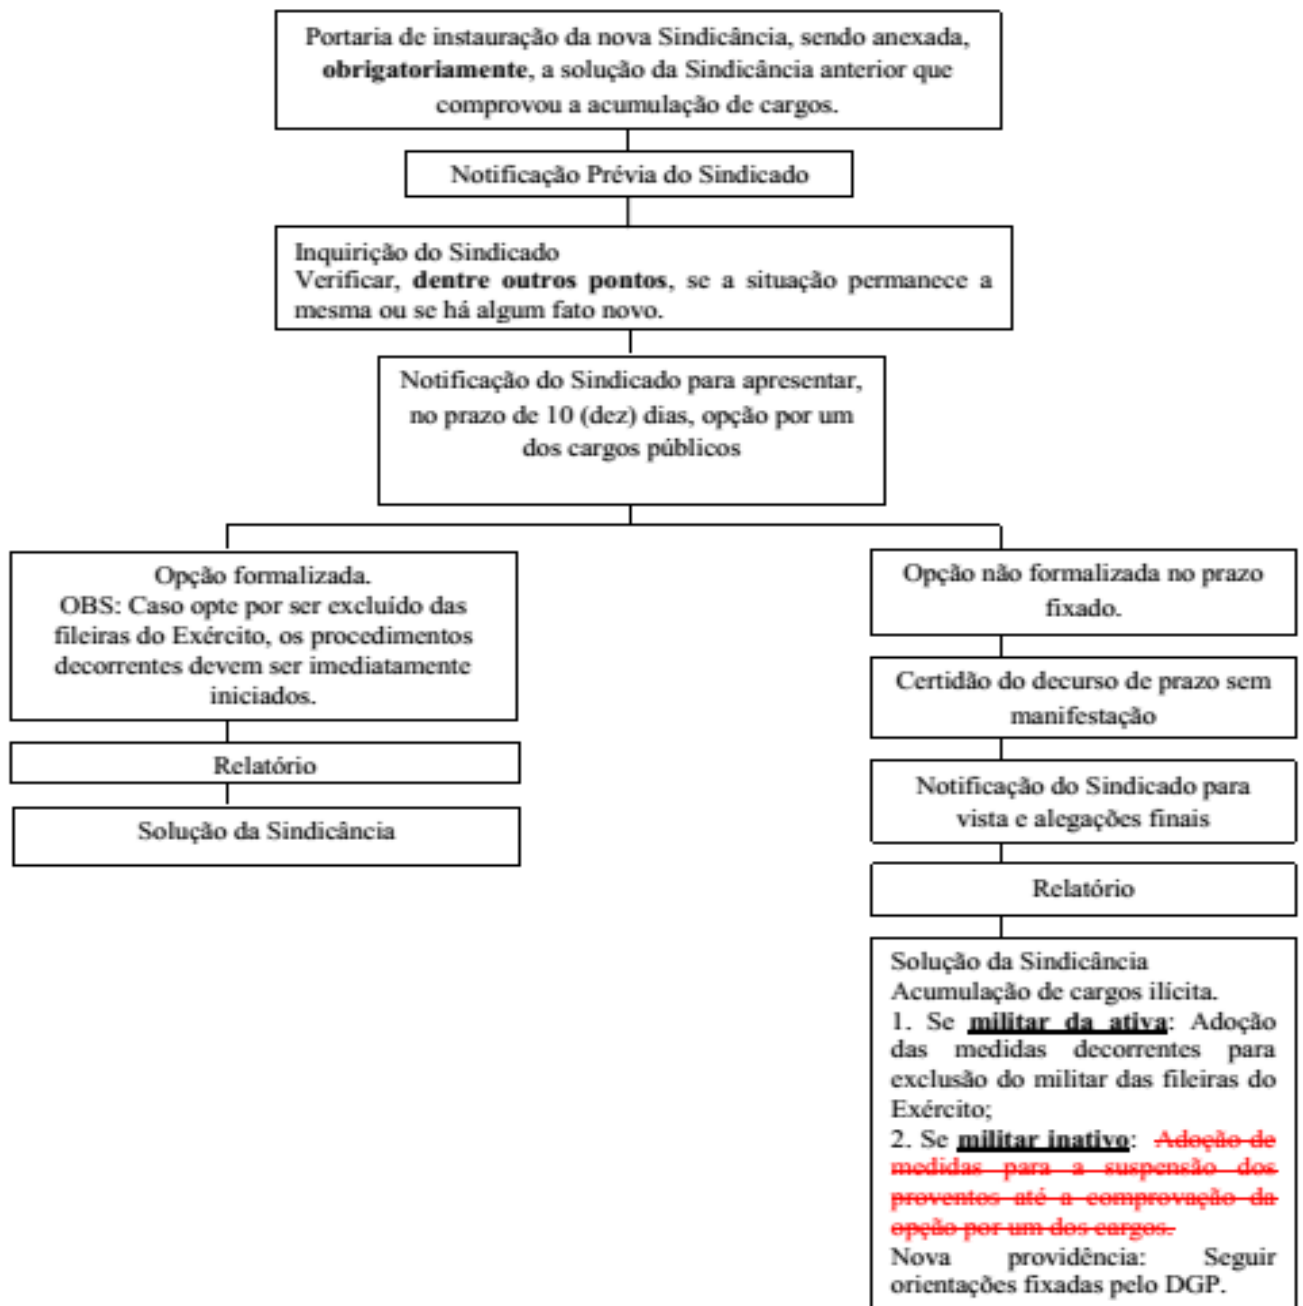 Portaria de instauração da nova Sindicância, sendo anexada,
obrigatoriamente, a solução da Sindicância anterior que
comprovou a acumulação de cargos.
Notificação Prévia do Sindicado
Inquirição do Sindicado
Verificar, dentre outros pontos, se a situação permanece a
mesma ou se há algum fato novo.
Notificação do Sindicado para apresentar,
no prazo de 10 (dez) dias, opção por um
dos cargos públicos
Opção formalizada.
OBS: Caso opte por ser excluído das
fileiras do Exército, os procedimentos
decorrentes devem ser imediatamente
iniciados.
Relatório
Solução da Sindicância
Opção não formalizada no prazo
fixado.
Certidão do decurso de prazo sem
manifestação
Notificação do Sindicado para
vista e alegações finais
Relatório
Solução da Sindicância
Acumulação de cargos ilícita.
1. Se militar da ativa: Adoção
das medidas decorrentes para
exclusão do militar das fileiras do
Exército;
2. Se militar inativo: Adoção de
medidas para a suspensão dos
proventos até a comprovação da
opção por um dos cargos.
Nova providência: Seguir
orientações fixadas pelo DGP.